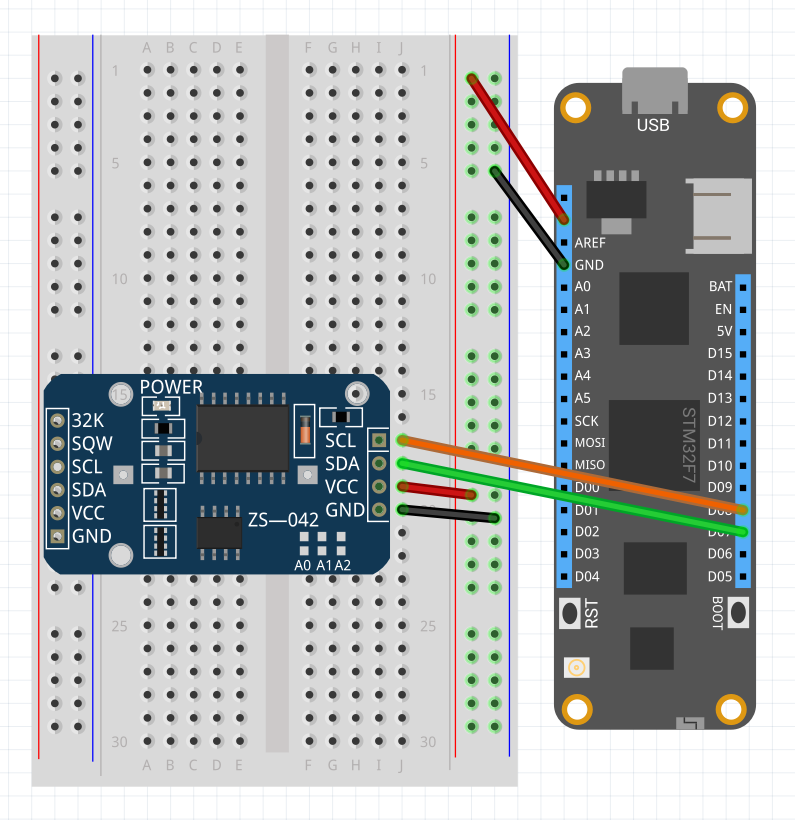 A B C D E F G H I J
1 1
5 5
10 10
15 15
25 25
30 30
A B C D E F G H I J
POWER
32K
SQW
SCL
SDA
VCC
GND
SCL
SDA
VCC
GND
ZS—042
A0 A1 A2
USB
AREF
GND
A0
A1
A2
A3
A4
A5
SCK
MOSI
MISO
D00
D01
D02
D03
D04
BAT
EN
5V
D15
D14
D13
D12
D11
D10
D09
D08
D07
D06
D05
STM32F7
RST
BOOT